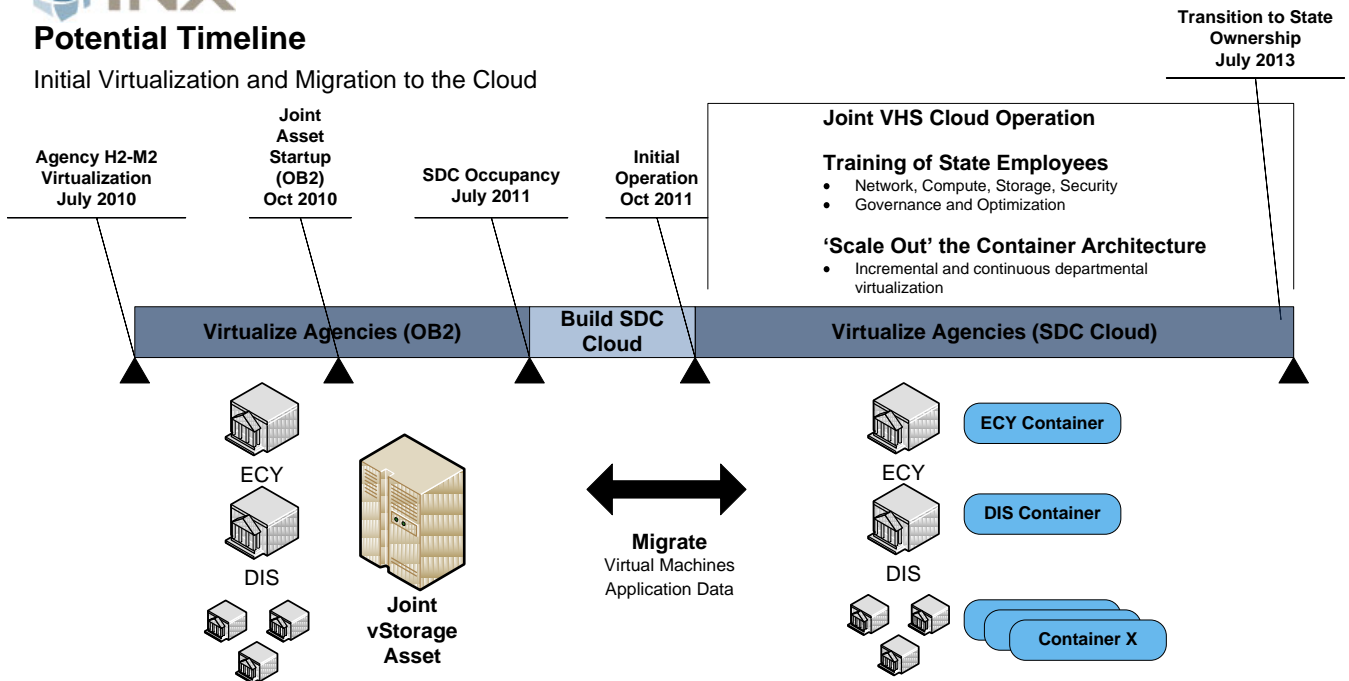 INX
Potential Timeline
Initial Virtualization and Migration to the Cloud
Transition to State
Ownership
July 2013
Agency H2-M2
Virtualization
July 2010
Joint
Asset
Startup
(OB2)
Oct 2010
SDC Occupancy
July 2011
Initial
Operation
Oct 2011
Joint VHS Cloud Operation
Training of State Employees
• Network, Compute, Storage, Security
• Governance and Optimization
‘Scale Out’ the Container Architecture
• Incremental and continuous departmental
virtualization
Virtualize Agencies (OB2)
Build SDC
Cloud
Virtualize Agencies (SDC Cloud)
ECY
DIS
Joint
vStorage
Asset
Migrate
Virtual Machines
Application Data
ECY
ECY Container
DIS
DIS Container
Container X